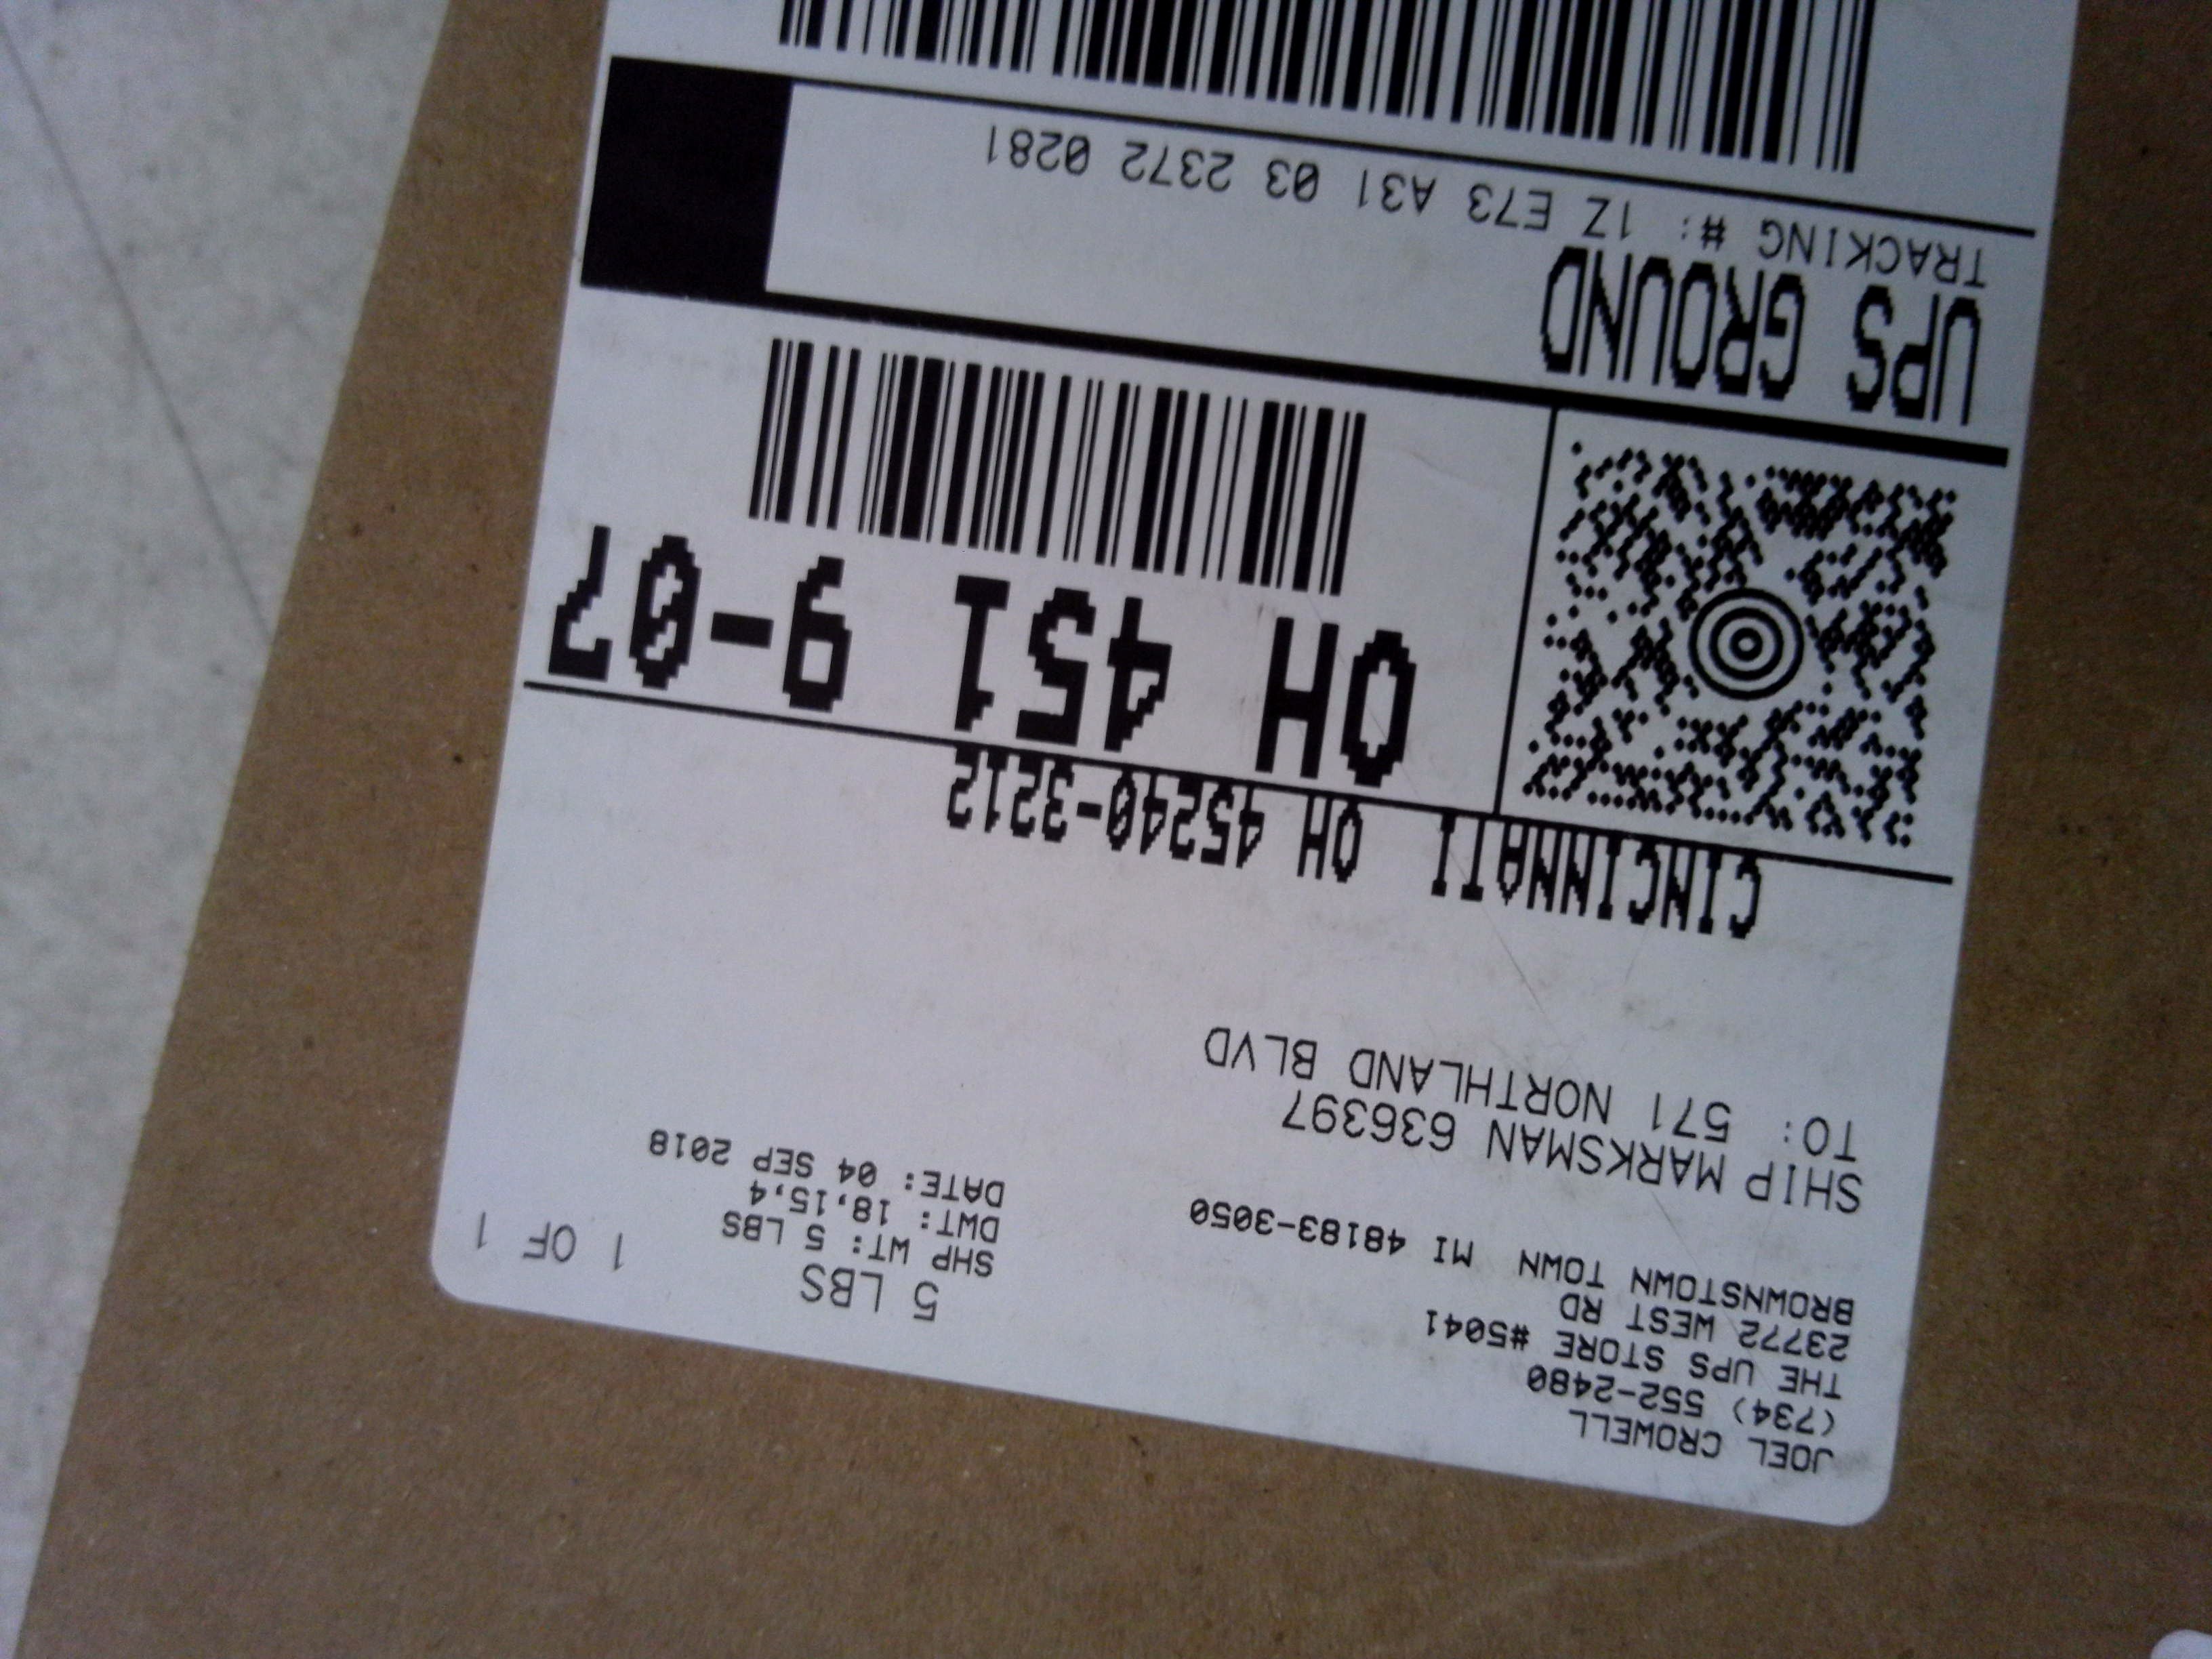 JOEL CROWELL
(734) 552-2480
THE UPS STORE #5041
23772 WEST RD
BROWNSTOWN TOWN MI 48183-3050
5 LBS
1 OF 1
SHP WT: 5 LBS
DWT: 18,15,4
DATE: 04 SEP 2018
SHIP MARKSMAN 636397
TO: 571 NORTHLAND BLVD
CINCINNATI OH 45240-3212
OH 451 9-07
UPS GROUND
TRACKING #: 1Z E73 A31 03 2372 0281